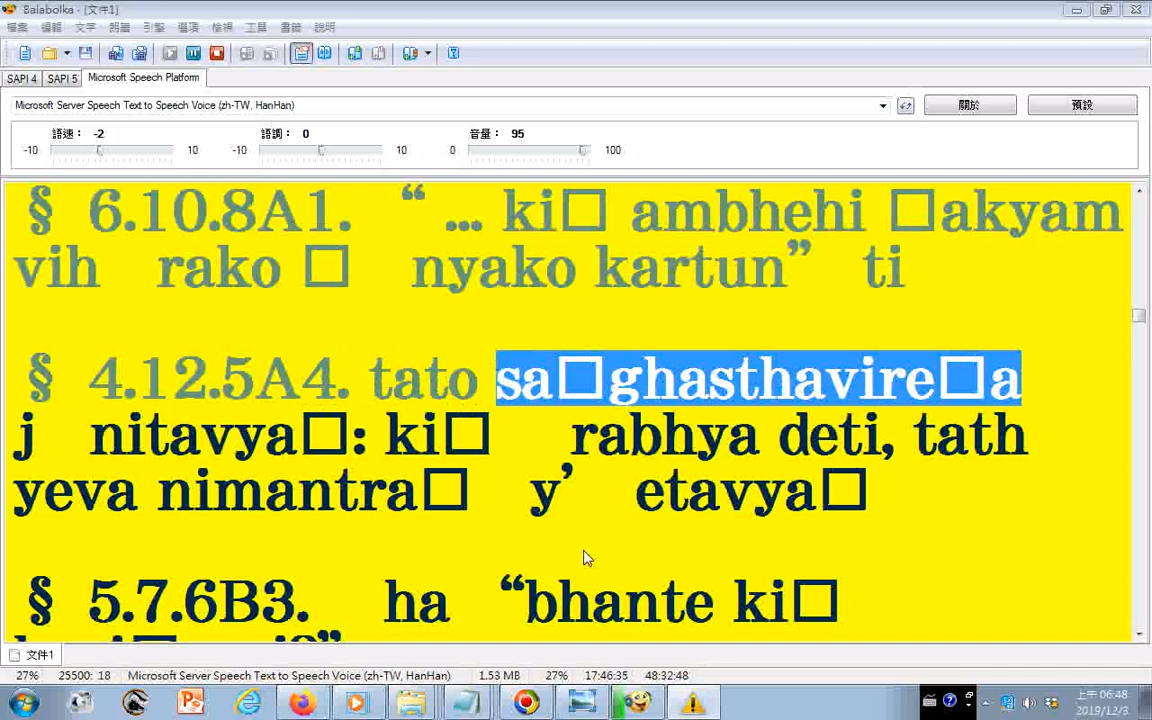 Balabolka - [文件1]
檔案 編輯 文字 朗讀 引擎 選項 檢視 工具 書籤 說明
SAPI 4 SAPI 5 Microsoft Speech Platform
Microsoft Server Speech Text to Speech Voice (zh-TW, HanHan) 關於 預設
語速： -2 語調： 0 音量： 95
-10 10 -10 10 0 100
§ 6.10.8A1. “ ... ki□ ambhehi □akyam
vih rako □ nyako kartun” ti
§ 4.12.5A4. tato sa□ghasthavire□a
j nitavya□: ki□ rabhya deti, tath
yeva nimantra□ y’ etavya□
§ 5.7.6B3. ha “bhante ki□
文件1
27% 25500: 18 Microsoft Server Speech Text to Speech Voice (zh-TW, HanHan) 1.53 MB 27% 17:46:35 48:32:48
上午 06:48
2019/12/3